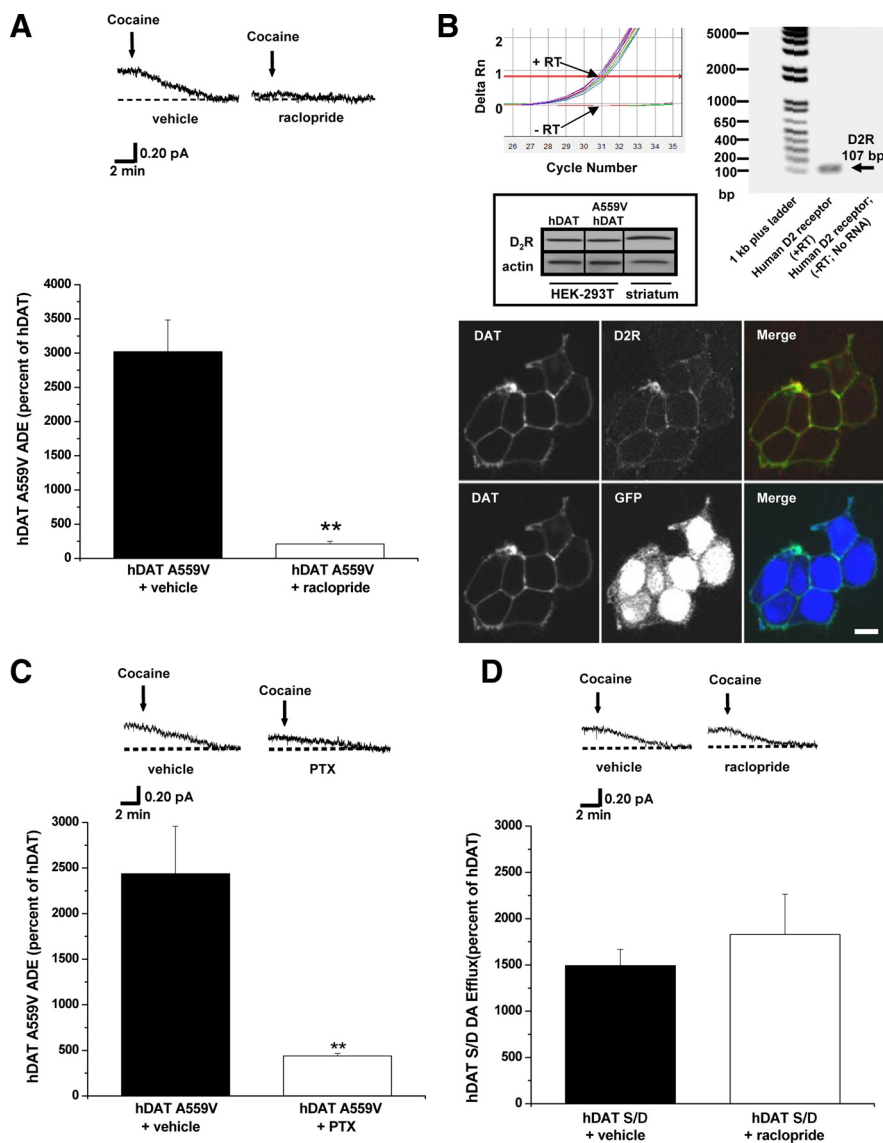 A
Cocaine
Cocaine
vehicle
raclopride
0.20 pA
2 min
hDAT A559V ADE (percent of hDAT)
4000
3500
3000
2500
2000
1500
1000
500
250
0
**
hDAT A559V
+ vehicle
hDAT A559V
+ raclopride
B
Delta Rn
2
1
0
+ RT
- RT
26 27 28 29 30 31 32 33 34 35
Cycle Number
5000
2000
1000
650
400
200
100
bp
D2R
107 bp
1 kb plus ladder
Human D2 receptor
(+RT)
Human D2 receptor;
(-RT; No RNA)
A559V
hDAT hDAT
D2R
actin
HEK-293T striatum
DAT D2R Merge
DAT GFP Merge
C
Cocaine
Cocaine
vehicle
PTX
0.20 pA
2 min
hDAT A559V ADE (percent of hDAT)
3000
2500
2000
1500
1000
500
0
**
hDAT A559V
+ vehicle
hDAT A559V
+ PTX
D
Cocaine
Cocaine
vehicle
raclopride
0.20 pA
2 min
hDAT S/D DA Efflux(percent of hDAT)
3000
2500
2000
1500
1000
500
0
hDAT S/D
+ vehicle
hDAT S/D
+ raclopride